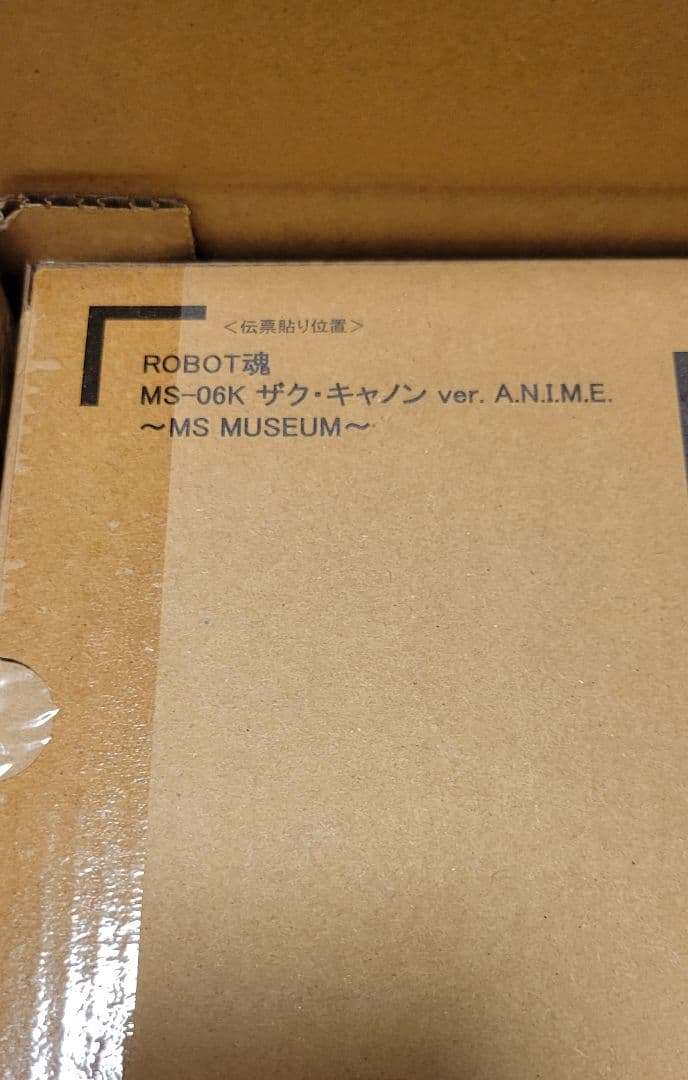 ＜伝票貼り位置＞
ROBOT魂
MS-06K ザク・キャノン ver. A.N.I.M.E.
～MS MUSEUM～